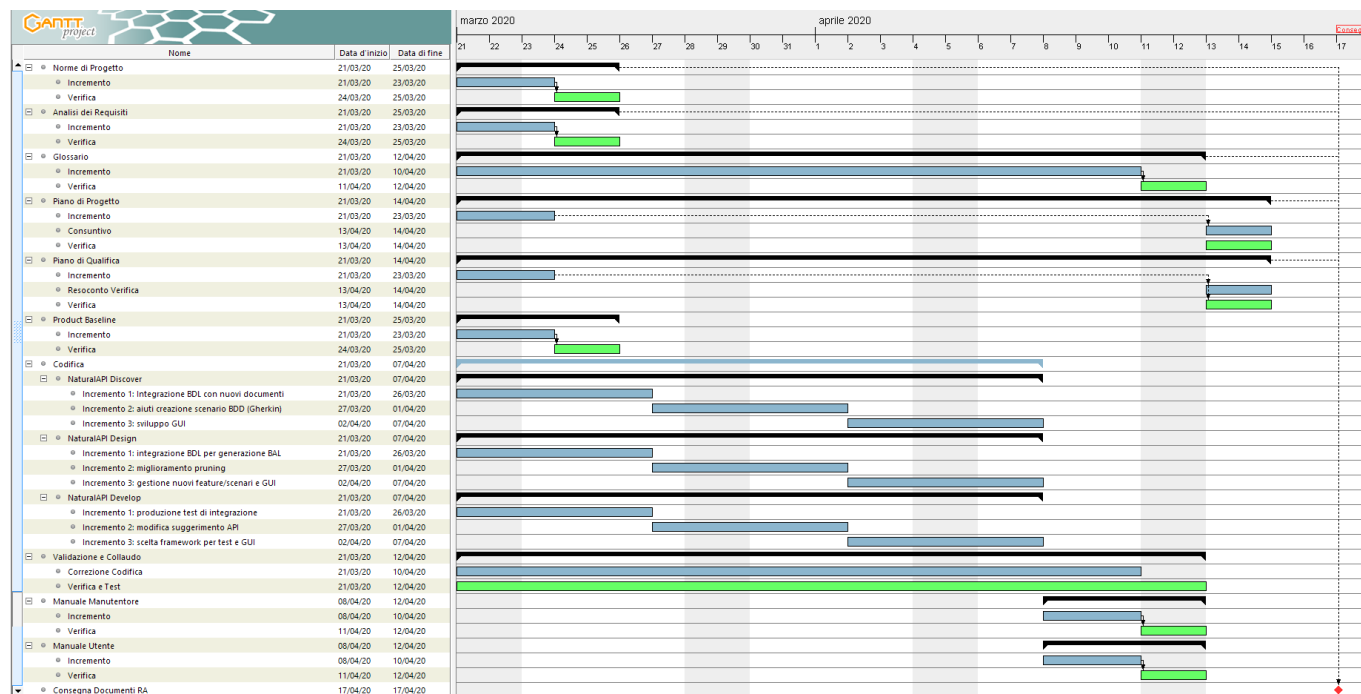 GANTT
project
marzo 2020 aprile 2020
Conseg
Nome Data d'inizio Data di fine 21 22 23 24 25 26 27 28 29 30 31 1 2 3 4 5 6 7 8 9 10 11 12 13 14 15 16 17
Norme di Progetto 21/03/20 25/03/20
Incremento 21/03/20 23/03/20
Verifica 24/03/20 25/03/20
Analisi dei Requisiti 21/03/20 25/03/20
Incremento 21/03/20 23/03/20
Verifica 24/03/20 25/03/20
Glossario 21/03/20 12/04/20
Incremento 21/03/20 10/04/20
Verifica 11/04/20 12/04/20
Piano di Progetto 21/03/20 14/04/20
Incremento 21/03/20 23/03/20
Consuntivo 13/04/20 14/04/20
Verifica 13/04/20 14/04/20
Piano di Qualifica 21/03/20 14/04/20
Incremento 21/03/20 23/03/20
Resoconto Verifica 13/04/20 14/04/20
Verifica 13/04/20 14/04/20
Product Baseline 21/03/20 25/03/20
Incremento 21/03/20 23/03/20
Verifica 24/03/20 25/03/20
Codifica 21/03/20 07/04/20
NaturalAPI Discover 21/03/20 07/04/20
Incremento 1: Integrazione BDL con nuovi documenti 21/03/20 26/03/20
Incremento 2: aiuti creazione scenario BDD (Gherkin) 27/03/20 01/04/20
Incremento 3: sviluppo GUI 02/04/20 07/04/20
NaturalAPI Design 21/03/20 07/04/20
Incremento 1: integrazione BDL per generazione BAL 21/03/20 26/03/20
Incremento 2: miglioramento pruning 27/03/20 01/04/20
Incremento 3: gestione nuovi feature/scenari e GUI 02/04/20 07/04/20
NaturalAPI Develop 21/03/20 07/04/20
Incremento 1: produzione test di integrazione 21/03/20 26/03/20
Incremento 2: modifica suggerimento API 27/03/20 01/04/20
Incremento 3: scelta framework per test e GUI 02/04/20 07/04/20
Validazione e Collaudo 21/03/20 12/04/20
Correzione Codifica 21/03/20 10/04/20
Verifica e Test 21/03/20 12/04/20
Manuale Manutentore 08/04/20 12/04/20
Incremento 08/04/20 10/04/20
Verifica 11/04/20 12/04/20
Manuale Utente 08/04/20 12/04/20
Incremento 08/04/20 10/04/20
Verifica 11/04/20 12/04/20
Consegna Documenti RA 17/04/20 17/04/20